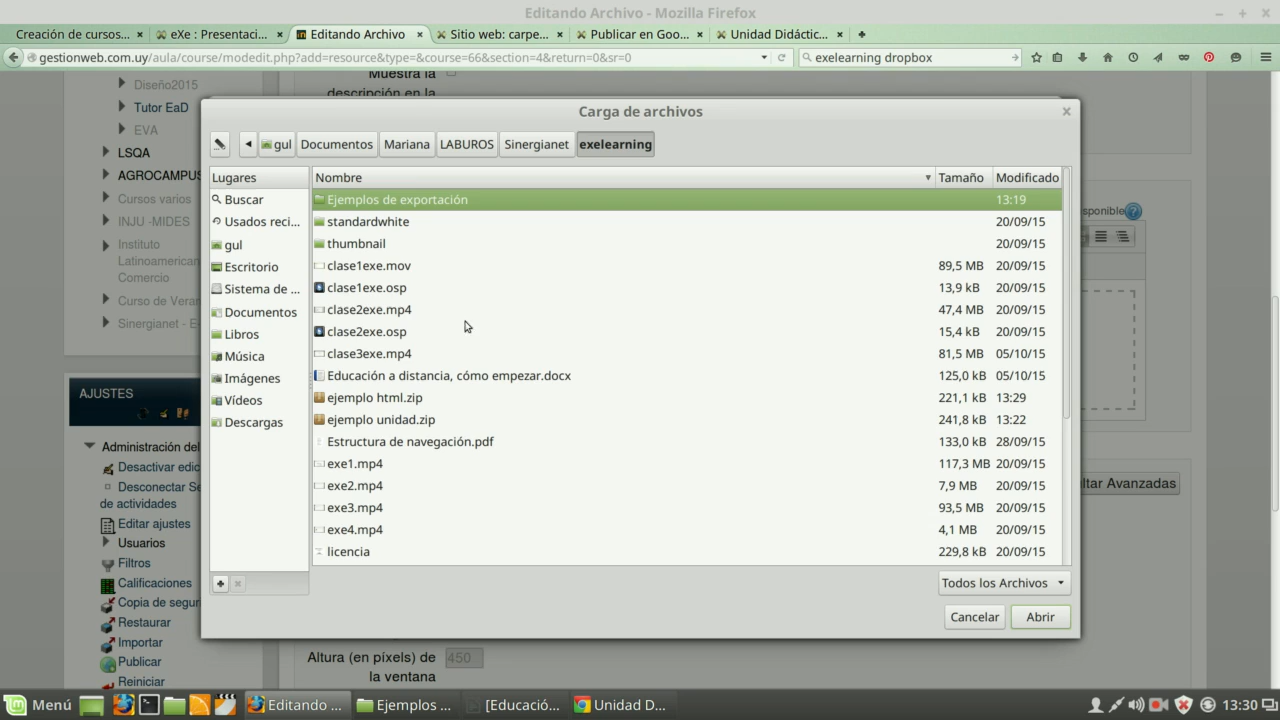 Editando Archivo - Mozilla Firefox
Creación de cursos... × eXe : Presentaci... × Editando Archivo × Sitio web: carpe... × Publicar en Goo... × Unidad Didáctic... ×
gestionweb.com.uy/aula/course/modedit.php?add=resource&type=&course=66&section=4&return=0&sr=0
exelearning dropbox
Muestra la
descripción en la
Diseño2015
Tutor EaD
EVA
LSQA
AGROCAMPUS
Cursos varios
INJU -MIDES
Instituto
Latinoamerican
Comercio
Curso de Vera
Sinergianet - E
AJUSTES
Administración del
Desactivar edic
Desconectar Se
de actividades
Editar ajustes
Usuarios
Filtros
Calificaciones
Copia de segur
Restaurar
Importar
Publicar
Reiniciar
Carga de archivos
gul Documentos Mariana LABUROS Sinergianet exelearning
Lugares
Buscar
Usados reci...
gul
Escritorio
Sistema de ...
Documentos
Libros
Música
Imágenes
Vídeos
Descargas
Nombre Tamaño Modificado
Ejemplos de exportación 13:19
standardwhite 20/09/15
thumbnail 20/09/15
clase1exe.mov 89,5 MB 20/09/15
clase1exe.osp 13,9 kB 20/09/15
clase2exe.mp4 47,4 MB 20/09/15
clase2exe.osp 15,4 kB 20/09/15
clase3exe.mp4 81,5 MB 05/10/15
Educación a distancia, cómo empezar.docx 125,0 kB 05/10/15
ejemplo html.zip 221,1 kB 13:29
ejemplo unidad.zip 241,8 kB 13:22
Estructura de navegación.pdf 133,0 kB 28/09/15
exe1.mp4 117,3 MB 20/09/15
exe2.mp4 7,9 MB 20/09/15
exe3.mp4 93,5 MB 20/09/15
exe4.mp4 4,1 MB 20/09/15
licencia 229,8 kB 20/09/15
Todos los Archivos
Cancelar Abrir
sponible
ltar Avanzadas
Altura (en píxels) de
la ventana
450
Menú Editando ... Ejemplos ... [Educació... Unidad D... 13:30